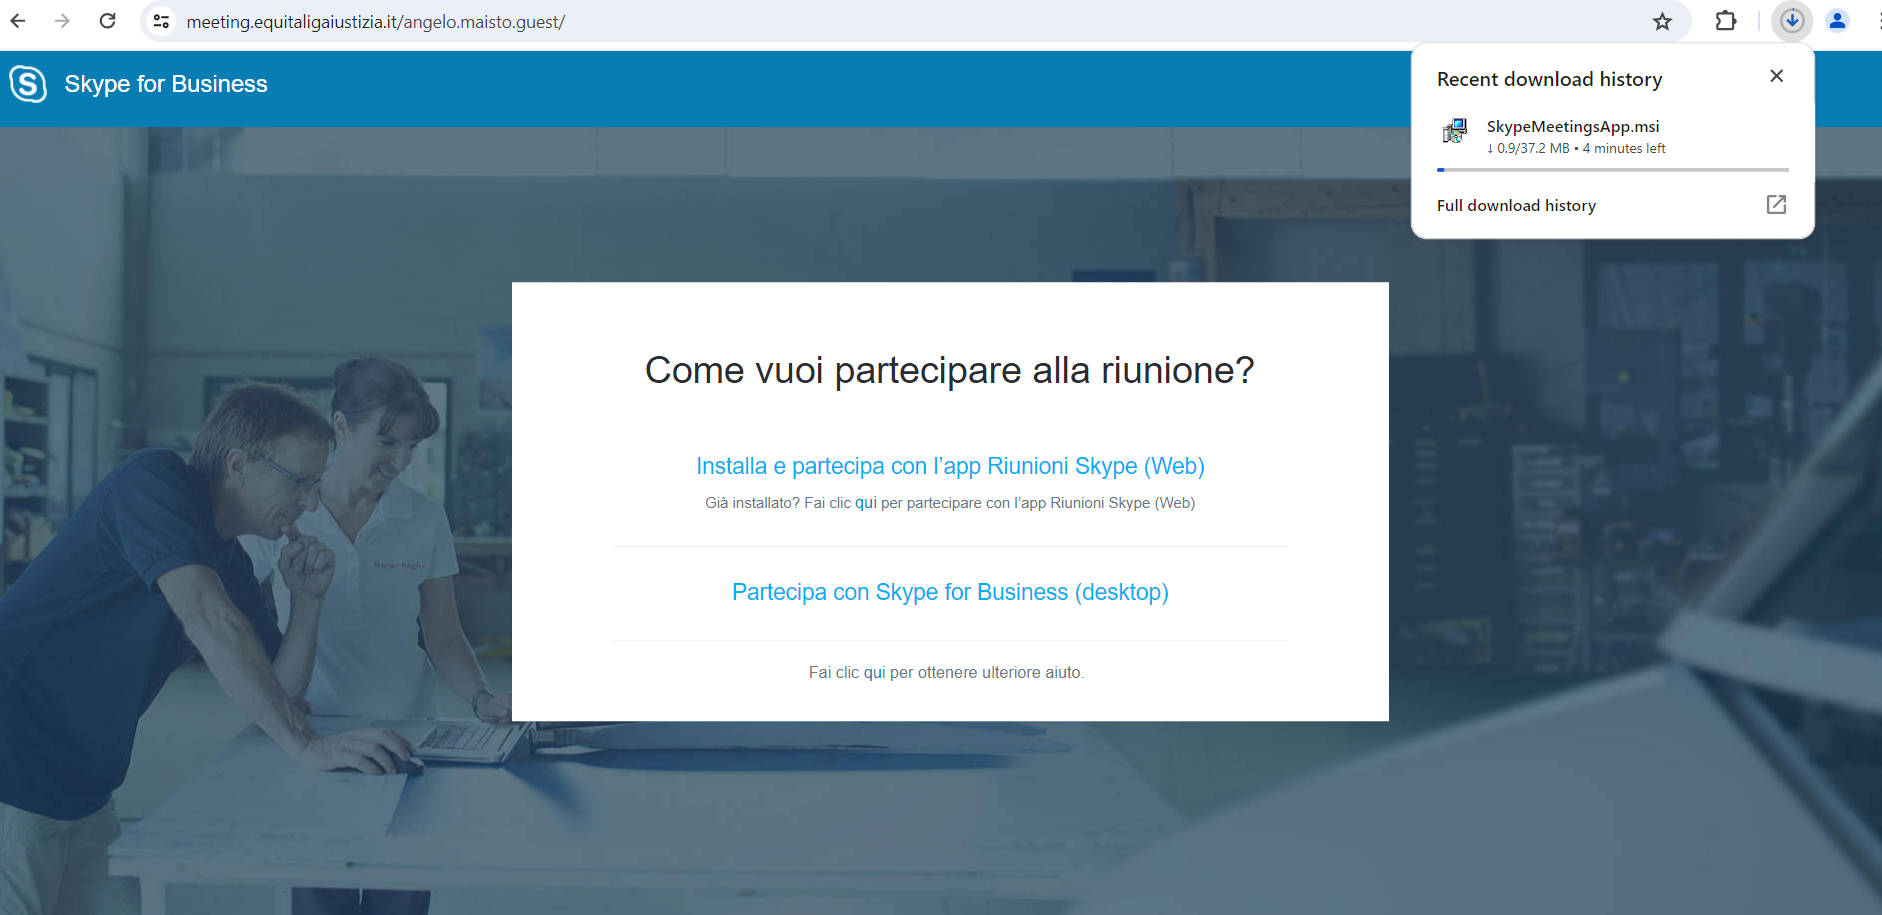 meeting.equitaligaiustizia.it/angelo.maisto.guest/
Skype for Business
Recent download history
SkypeMeetingsApp.msi
↓ 0.9/37.2 MB • 4 minutes left
Full download history
Come vuoi partecipare alla riunione?
Installa e partecipa con l’app Riunioni Skype (Web)
Già installato? Fai clic qui per partecipare con l’app Riunioni Skype (Web)
Partecipa con Skype for Business (desktop)
Fai clic qui per ottenere ulteriore aiuto.